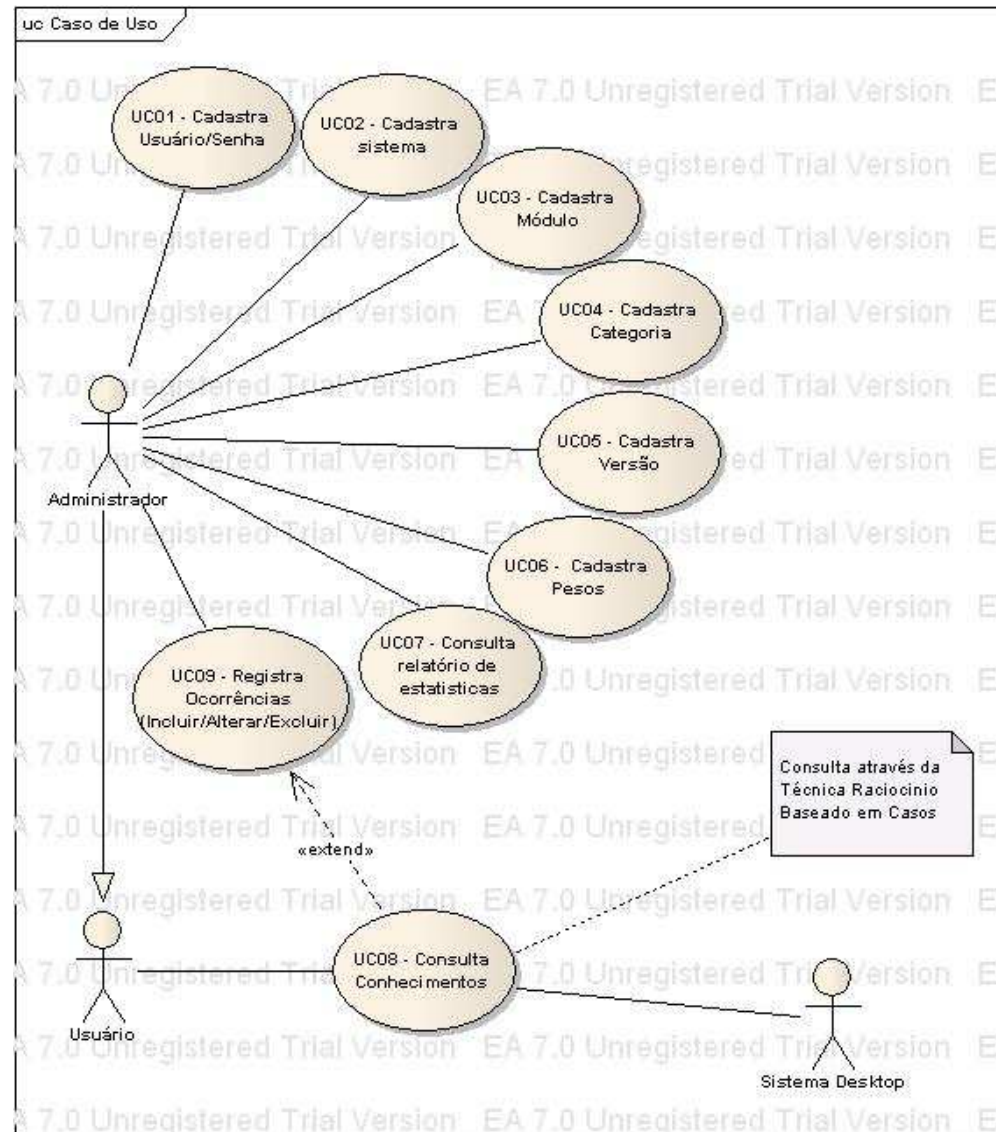 uc Caso de Uso
UC01 - Cadastra
Usuário/Senha
UC02 - Cadastra
sistema
UC03 - Cadastra
Módulo
UC04 - Cadastra
Categoria
UC05 - Cadastra
Versão
UC06 - Cadastra
Pesos
UC07 - Consulta
relatório de
estatisticas
UC09 - Registra
Ocorrências
(Incluir/Alterar/Excluir)
Administrador
Consulta através da
Técnica Raciocinio
Baseado em Casos
«extend»
UC08 - Consulta
Conhecimentos
Usuário
Sistema Desktop
EA 7.0 Unregistered Trial Version